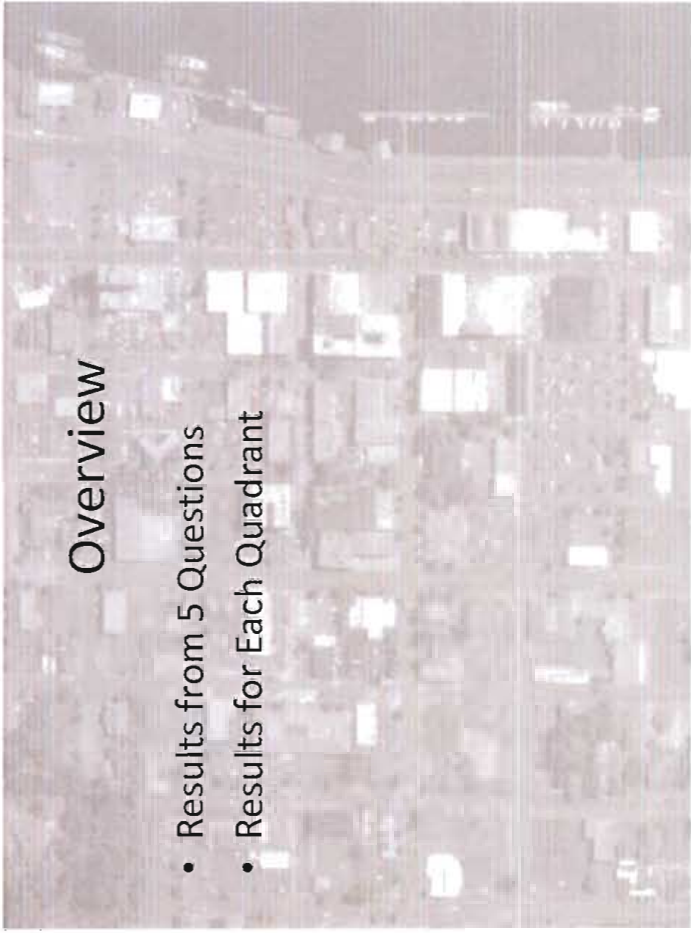 Overview
• Results from 5 Questions
• Results for Each Quadrant